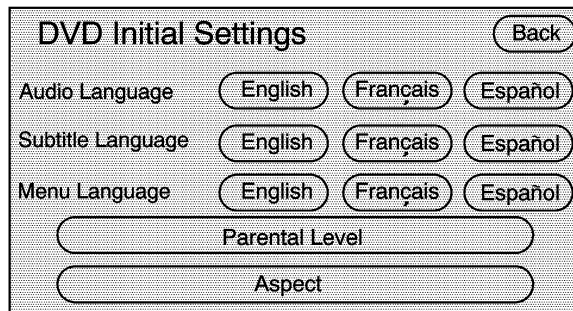 DVD Initial Settings Back
Audio Language English Français Español
Subtitle Language English Français Español
Menu Language English Français Español
Parental Level
Aspect